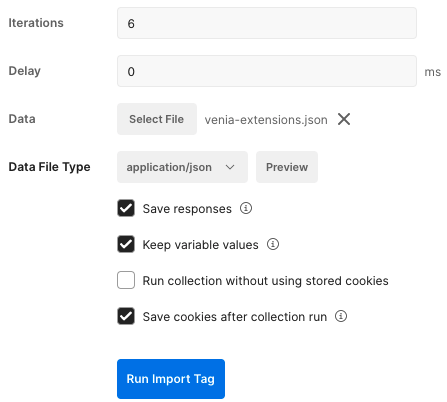 Iterations 6
Delay 0 ms
Data Select File venia-extensions.json
Data File Type application/json Preview
Save responses
Keep variable values
Run collection without using stored cookies
Save cookies after collection run
Run Import Tag